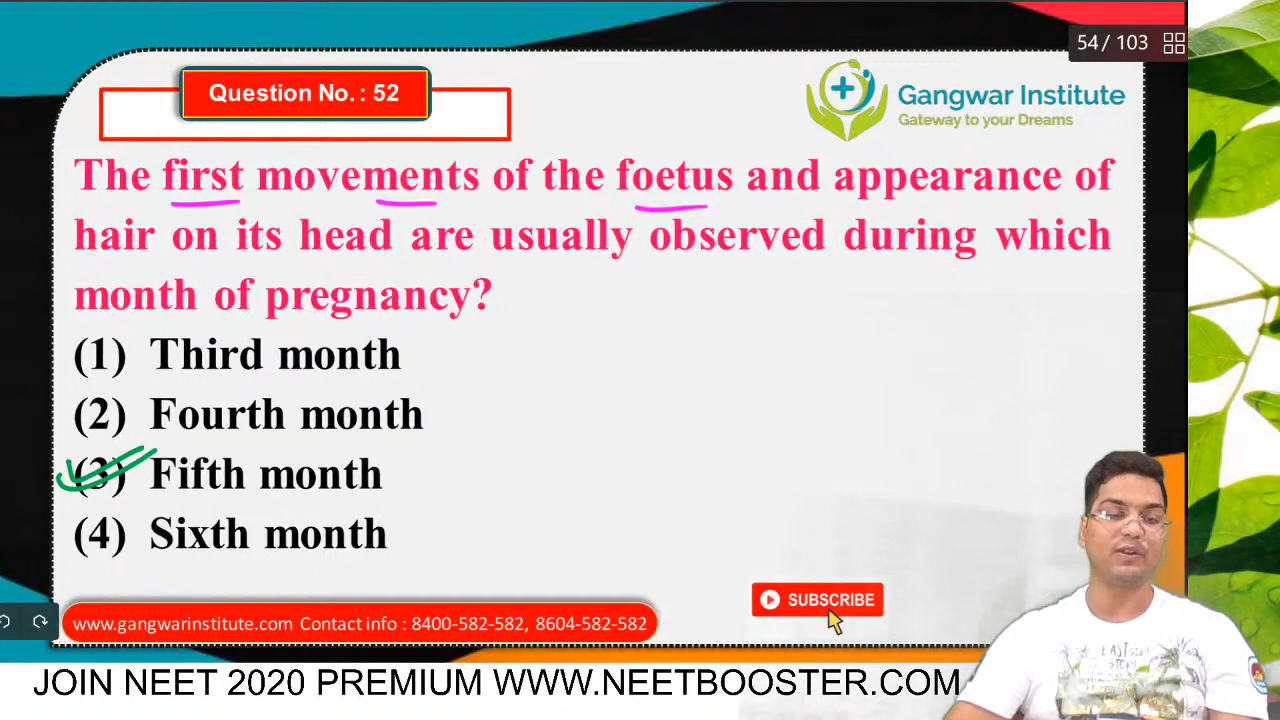 54 / 103
Question No. : 52
Gangwar Institute
Gateway to your Dreams
The first movements of the foetus and appearance of
hair on its head are usually observed during which
month of pregnancy?
(1) Third month
(2) Fourth month
(3) Fifth month
(4) Sixth month
SUBSCRIBE
www.gangwarinstitute.com Contact info : 8400-582-582, 8604-582-582
JOIN NEET 2020 PREMIUM WWW.NEETBOOSTER.COM